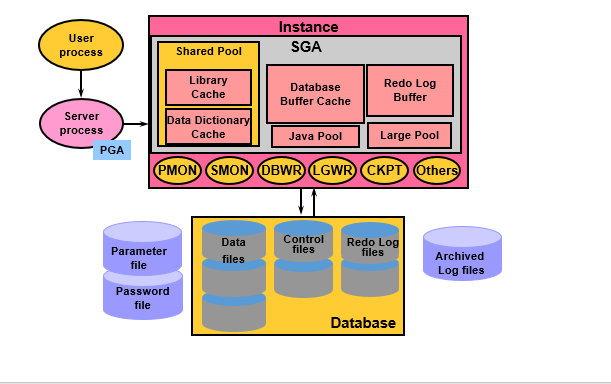 Instance
User
process
SGA
Shared Pool
Library
Cache
Data Dictionary
Cache
Database
Buffer Cache
Redo Log
Buffer
Java Pool
Large Pool
Server
process
PGA
PMON
SMON
DBWR
LGWR
CKPT
Others
Parameter
file
Password
file
Data
files
Control
files
Redo Log
files
Database
Archived
Log files